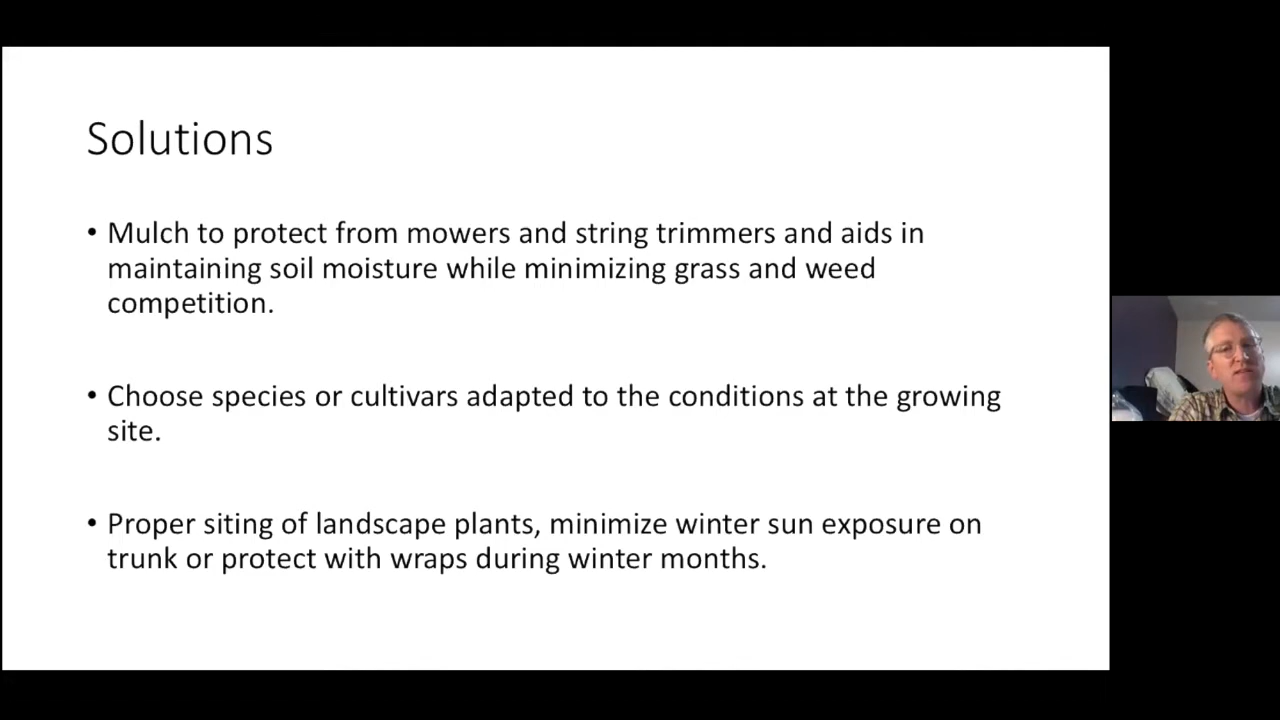 Solutions
• Mulch to protect from mowers and string trimmers and aids in
maintaining soil moisture while minimizing grass and weed
competition.
• Choose species or cultivars adapted to the conditions at the growing
site.
• Proper siting of landscape plants, minimize winter sun exposure on
trunk or protect with wraps during winter months.